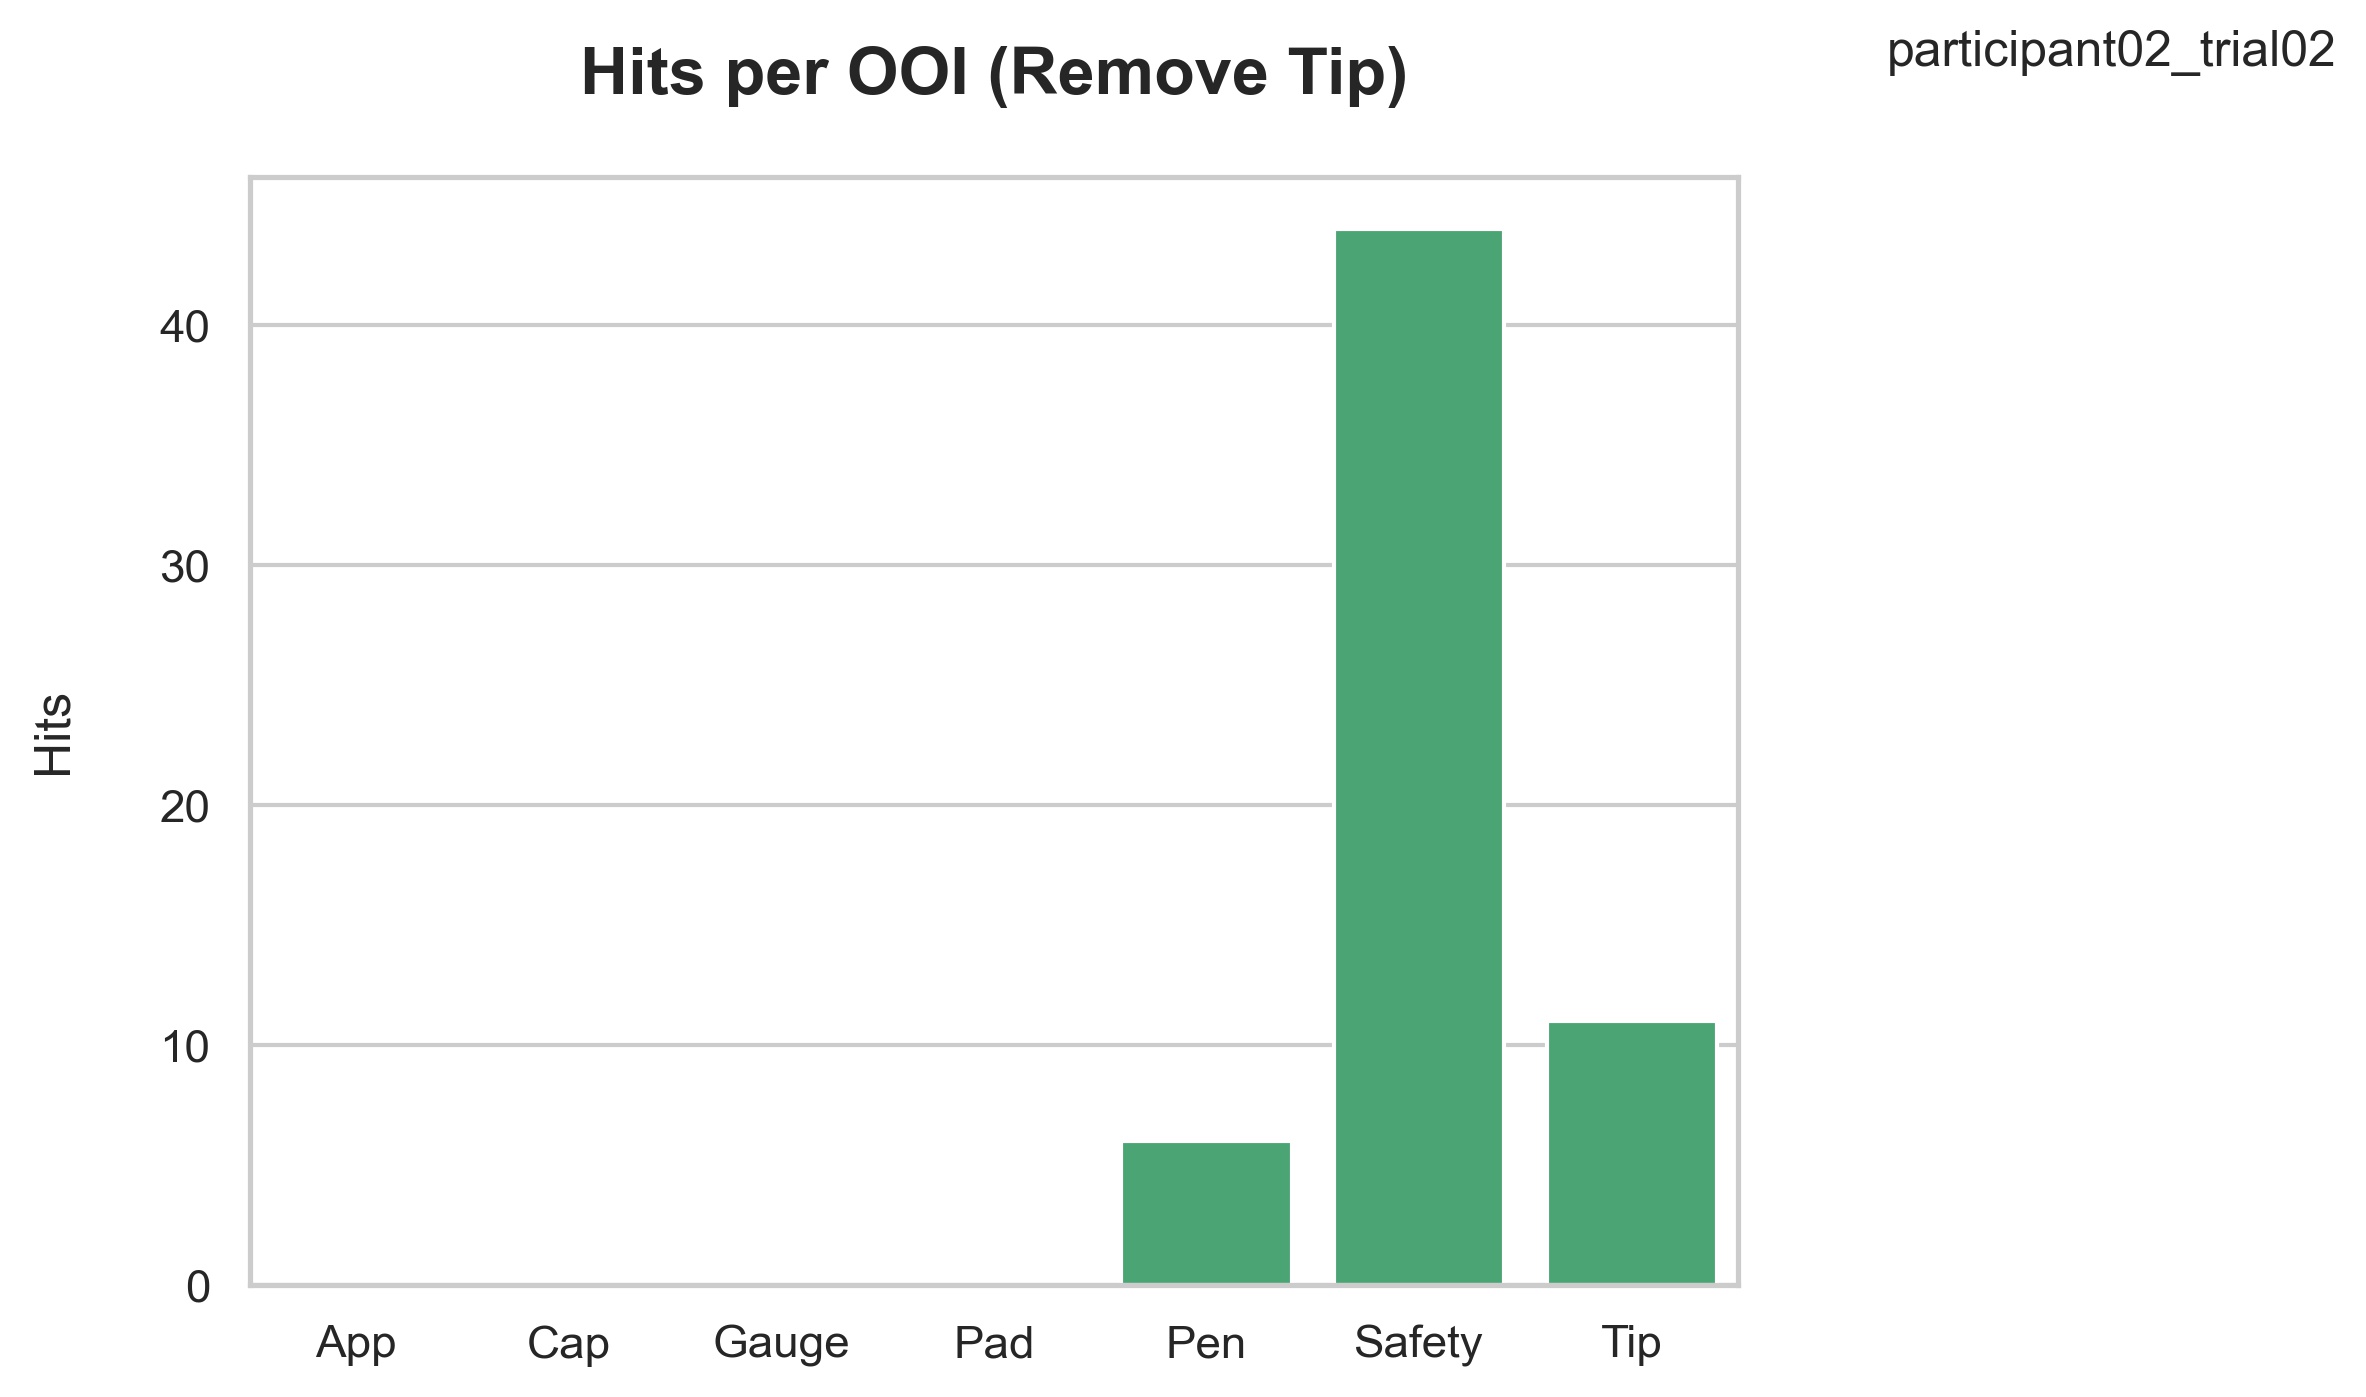 participant02_trial02
Hits per OOI (Remove Tip)
Hits
40
30
20
10
0
App Cap Gauge Pad Pen Safety Tip